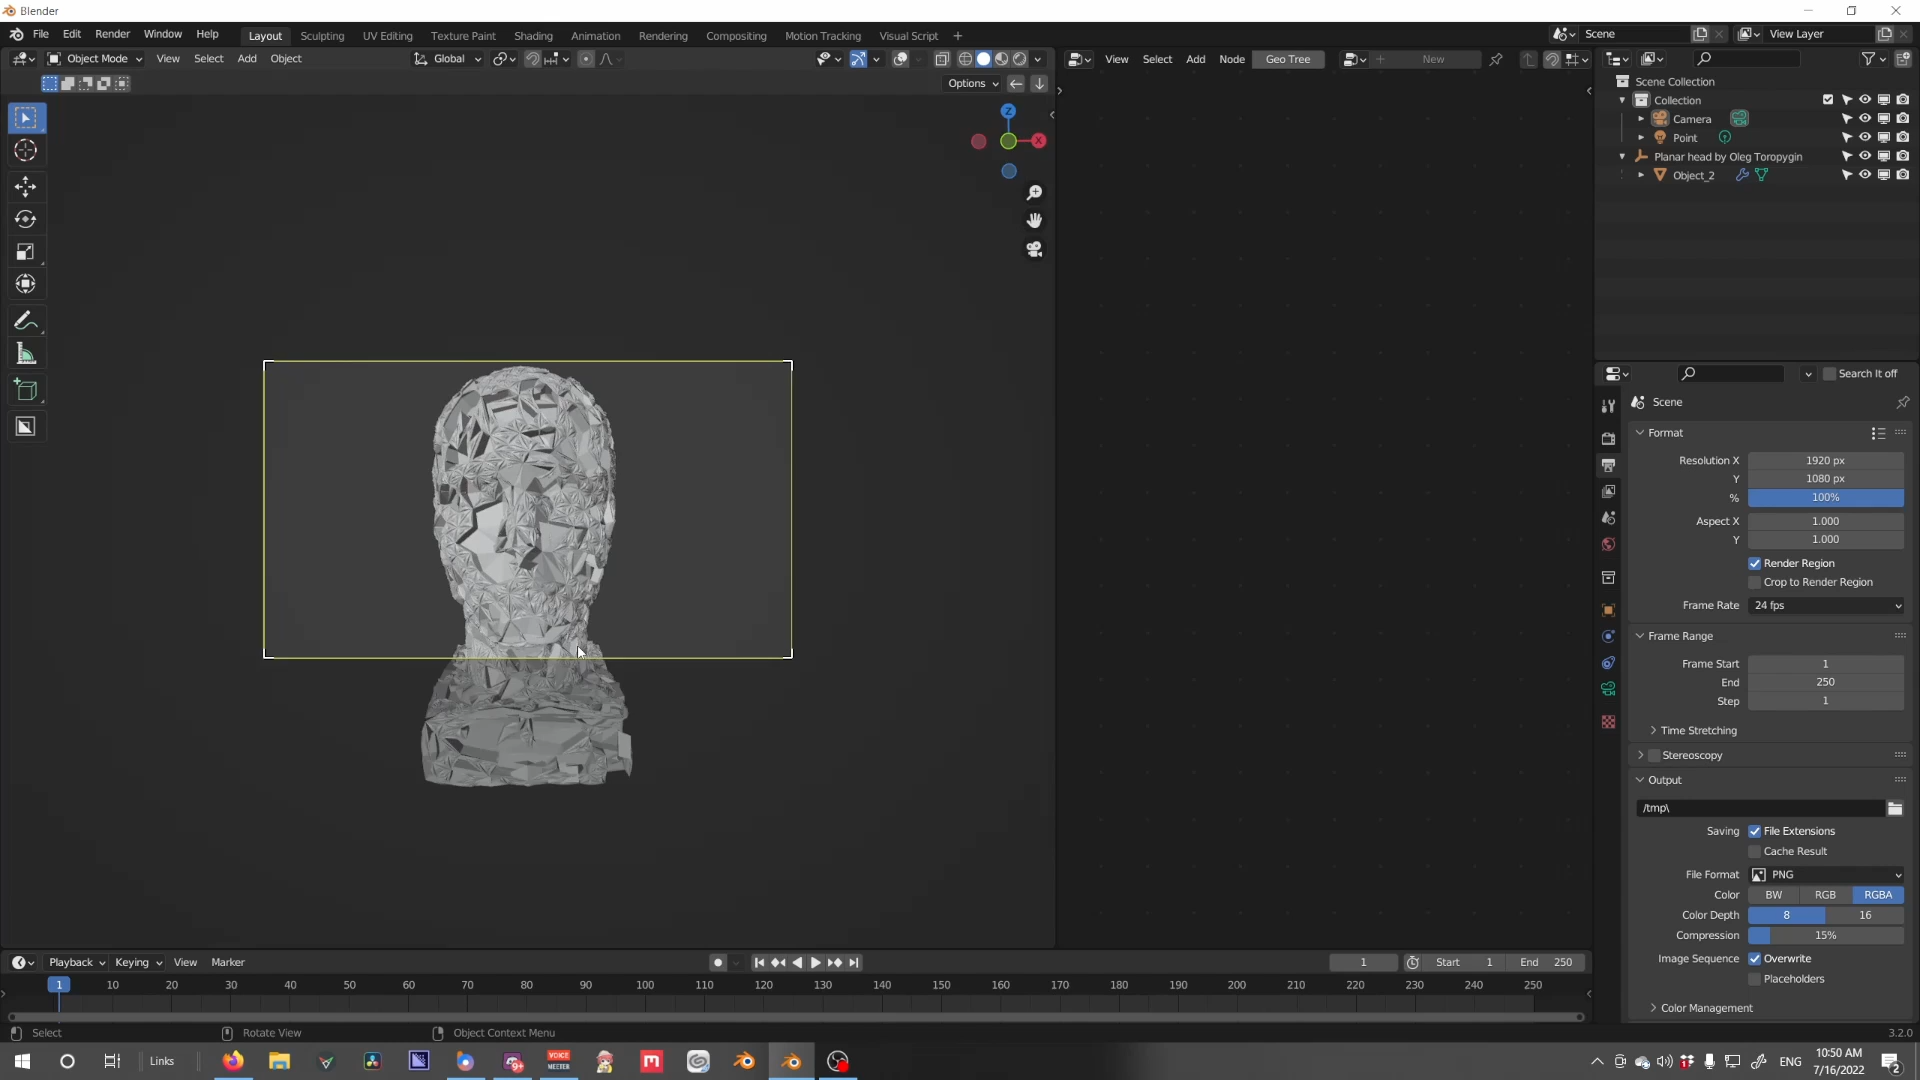 Blender
File Edit Render Window Help Layout Sculpting UV Editing Texture Paint Shading Animation Rendering Compositing Motion Tracking Visual Script + Scene View Layer
Object Mode View Select Add Object Global View Select Add Node Geo Tree New
Options
Z
X
Scene Collection
Collection
Camera
Point
Planar head by Oleg Toropygin
Object_2
Search It off
Scene
Format
Resolution X 1920 px
Y 1080 px
% 100%
Aspect X 1.000
Y 1.000
Render Region
Crop to Render Region
Frame Rate 24 fps
Frame Range
Frame Start 1
End 250
Step 1
Time Stretching
Stereoscopy
Output
/tmp\
Saving File Extensions
Cache Result
File Format PNG
Color BW RGB RGBA
Color Depth 8 16
Compression 15%
Image Sequence Overwrite
Placeholders
Color Management
Playback Keying View Marker 1 Start 1 End 250
1 10 20 30 40 50 60 70 80 90 100 110 120 130 140 150 160 170 180 190 200 210 220 230 240 250
Select Rotate View Object Context Menu 3.2.0
Links 9+ VOICE MEETER ENG 10:50 AM
7/16/2022 2